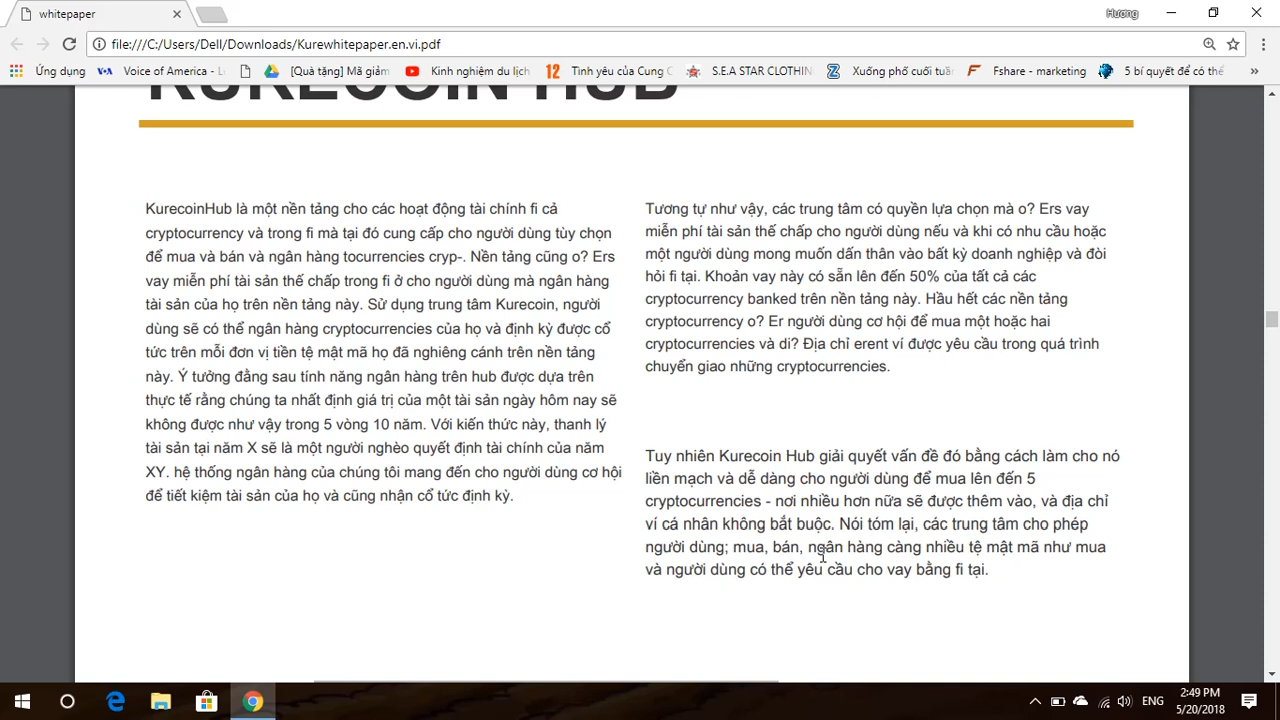 whitepaper
Hương
file:///C:/Users/Dell/Downloads/Kurewhitepaper.en.vi.pdf
Ứng dụng
VOA Voice of America - L
[Quà tặng] Mã giảm
Kinh nghiệm du lịch
12 Tình yêu của Cung
S.E.A STAR CLOTHIN
Z Xuống phố cuối tuần
F Fshare - marketing
5 bí quyết để có thể
»
KURECOIN HUB
KurecoinHub là một nền tảng cho các hoạt động tài chính fi cả
cryptocurrency và trong fi mà tại đó cung cấp cho người dùng tùy chọn
để mua và bán và ngân hàng tocurrencies cryp-. Nền tảng cũng o? Ers
vay miễn phí tài sản thế chấp trong fi ở cho người dùng mà ngân hàng
tài sản của họ trên nền tảng này. Sử dụng trung tâm Kurecoin, người
dùng sẽ có thể ngân hàng cryptocurrencies của họ và định kỳ được cổ
tức trên mỗi đơn vị tiền tệ mật mã họ đã nghiêng cánh trên nền tảng
này. Ý tưởng đằng sau tính năng ngân hàng trên hub được dựa trên
thực tế rằng chúng ta nhất định giá trị của một tài sản ngày hôm nay sẽ
không được như vậy trong 5 vòng 10 năm. Với kiến thức này, thanh lý
tài sản tại năm X sẽ là một người nghèo quyết định tài chính của năm
XY. hệ thống ngân hàng của chúng tôi mang đến cho người dùng cơ hội
để tiết kiệm tài sản của họ và cũng nhận cổ tức định kỳ.
Tương tự như vậy, các trung tâm có quyền lựa chọn mà o? Ers vay
miễn phí tài sản thế chấp cho người dùng nếu và khi có nhu cầu hoặc
một người dùng mong muốn dấn thân vào bất kỳ doanh nghiệp và đòi
hỏi fi tại. Khoản vay này có sẵn lên đến 50% của tất cả các
cryptocurrency banked trên nền tảng này. Hầu hết các nền tảng
cryptocurrency o? Er người dùng cơ hội để mua một hoặc hai
cryptocurrencies và di? Địa chỉ erent ví được yêu cầu trong quá trình
chuyển giao những cryptocurrencies.
Tuy nhiên Kurecoin Hub giải quyết vấn đề đó bằng cách làm cho nó
liền mạch và dễ dàng cho người dùng để mua lên đến 5
cryptocurrencies - nơi nhiều hơn nữa sẽ được thêm vào, và địa chỉ
ví cá nhân không bắt buộc. Nói tóm lại, các trung tâm cho phép
người dùng; mua, bán, ngân hàng càng nhiều tệ mật mã như mua
và người dùng có thể yêu cầu cho vay bằng fi tại.
ENG
2:49 PM
5/20/2018